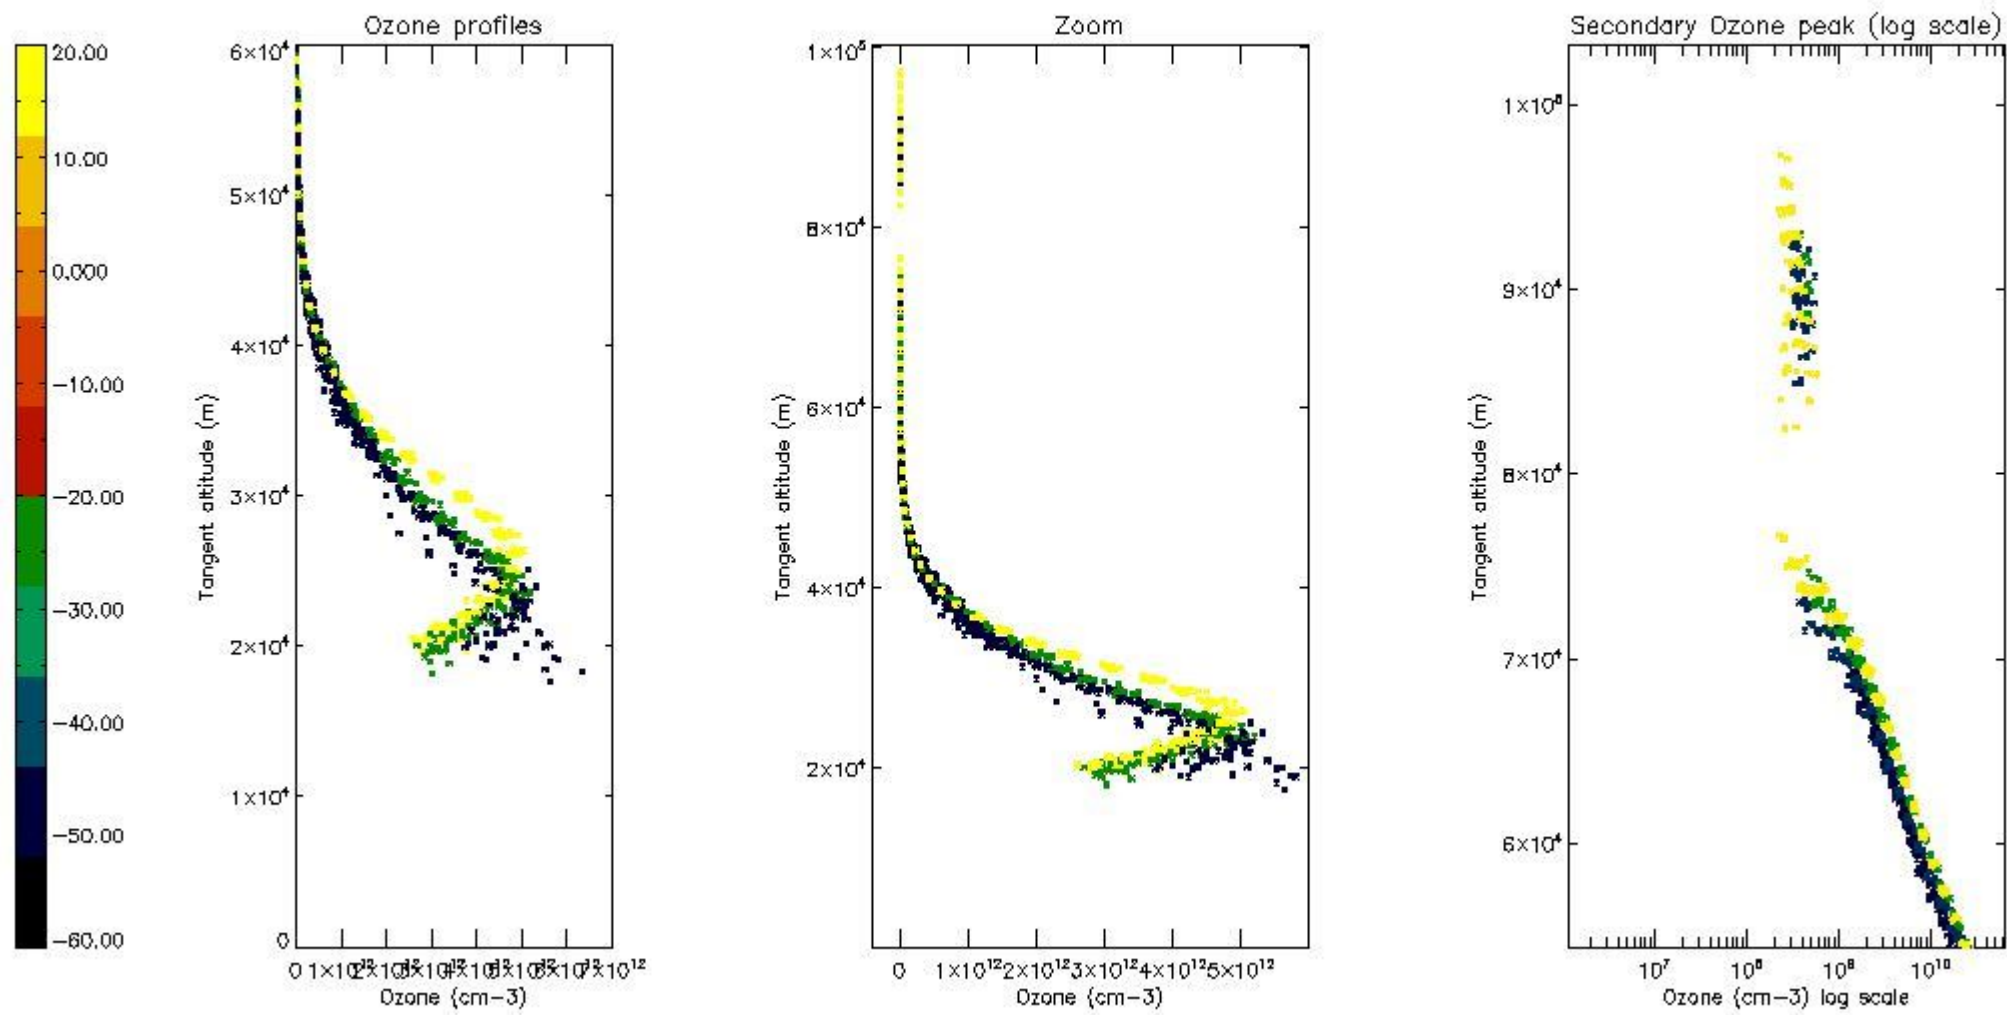 Ozone profiles
Zoom
Secondary Ozone peak (log scale)
20.00
10.00
0.000
−10.00
−20.00
−30.00
−40.00
−50.00
−60.00
Tangent altitude (m)
6×10⁴
5×10⁴
4×10⁴
3×10⁴
2×10⁴
1×10⁴
0
0
Ozone (cm−3)
Tangent altitude (m)
1×10⁵
8×10⁴
6×10⁴
4×10⁴
2×10⁴
0 1×10¹² 2×10¹² 3×10¹² 4×10¹² 5×10¹²
Ozone (cm−3)
Tangent altitude (m)
9×10⁴
8×10⁴
7×10⁴
6×10⁴
10⁷ 10⁸ 10⁹ 10¹⁰
Ozone (cm−3) log scale